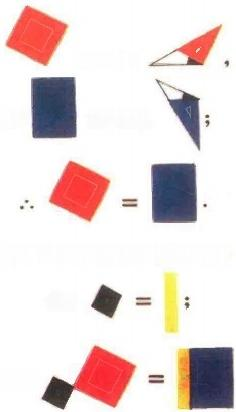 ,
;
∴ = .
= ;
=